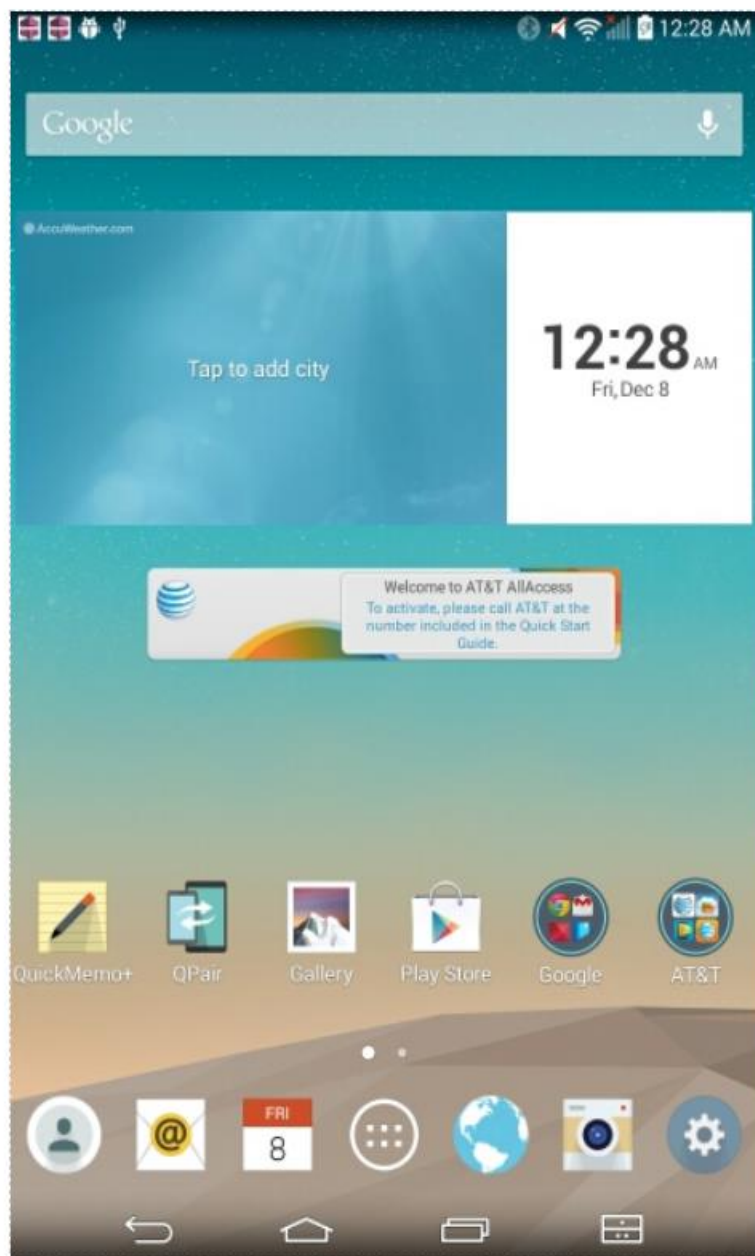 12:28 AM
Google
AccuWeather.com
Tap to add city
12:28 AM
Fri, Dec 8
Welcome to AT&T AllAccess
To activate, please call AT&T at the
number included in the Quick Start
Guide.
QuickMemo+ QPair Gallery Play Store Google AT&T
@
FRI
8